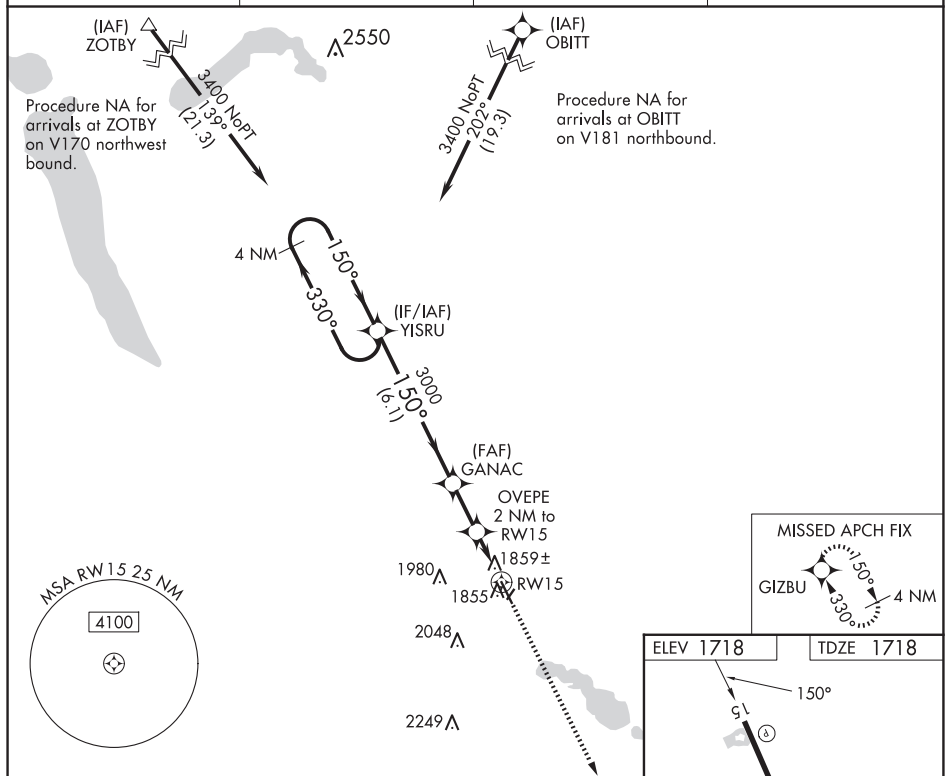 (IAF)
ZOTBY
2550
(IAF)
OBITT
3400 NoPT
139°
(21.3)
3400 NoPT
202°
(19.3)
Procedure NA for
arrivals at ZOTBY
on V170 northwest
bound.
Procedure NA for
arrivals at OBITT
on V181 northbound.
4 NM
150°
330°
(IF/IAF)
YISRU
3000
150°
(6.1)
(FAF)
GANAC
OVEPE
2 NM to
RW15
1859±
1980
RW15
1855
2048
2249
MSA RW15 25 NM
4100
MISSED APCH FIX
GIZBU
150°
330°
4 NM
ELEV 1718
TDZE 1718
150°
15
P